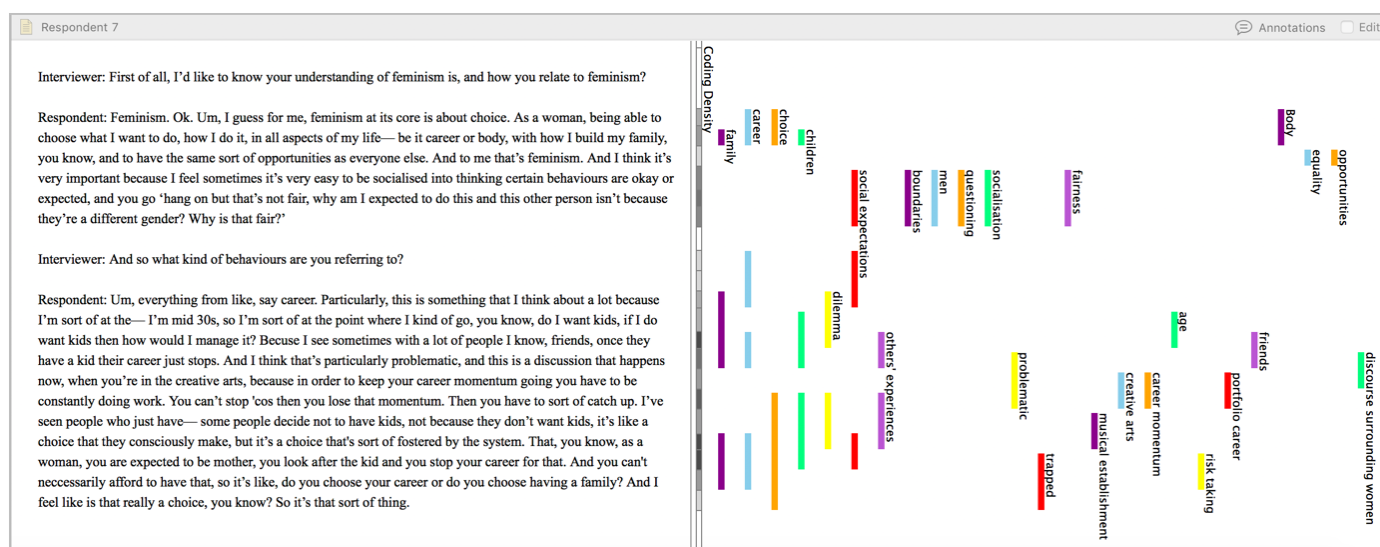 Respondent 7
Annotations
Edit
Interviewer: First of all, I'd like to know your understanding of feminism is, and how you relate to feminism?
Respondent: Feminism. Ok. Um, I guess for me, feminism at its core is about choice. As a woman, being able to
choose what I want to do, how I do it, in all aspects of my life— be it career or body, with how I build my family,
you know, and to have the same sort of opportunities as everyone else. And to me that's feminism. And I think it's
very important because I feel sometimes it's very easy to be socialised into thinking certain behaviours are okay or
expected, and you go 'hang on but that's not fair, why am I expected to do this and this other person isn't because
they're a different gender? Why is that fair?'
Interviewer: And so what kind of behaviours are you referring to?
Respondent: Um, everything from like, say career. Particularly, this is something that I think about a lot because
I'm sort of at the— I'm mid 30s, so I'm sort of at the point where I kind of go, you know, do I want kids, if I do
want kids then how would I manage it? Becuse I see sometimes with a lot of people I know, friends, once they
have a kid their career just stops. And I think that's particularly problematic, and this is a discussion that happens
now, when you're in the creative arts, because in order to keep your career momentum going you have to be
constantly doing work. You can't stop 'cos then you lose that momentum. Then you have to sort of catch up. I've
seen people who just have— some people decide not to have kids, not because they don't want kids, it's like a
choice that they consciously make, but it's a choice that's sort of fostered by the system. That, you know, as a
woman, you are expected to be mother, you look after the kid and you stop your career for that. And you can't
neccessarily afford to have that, so it's like, do you choose your career or do you choose having a family? And I
feel like is that really a choice, you know? So it's that sort of thing.
Coding Density
family
career
choice
children
dilemma
social expectations
others' experiences
boundaries
men
questioning
socialisation
problematic
trapped
fairness
musical establishment
creative arts
career momentum
age
risk taking
portfolio career
friends
Body
equality
opportunities
discourse surrounding women